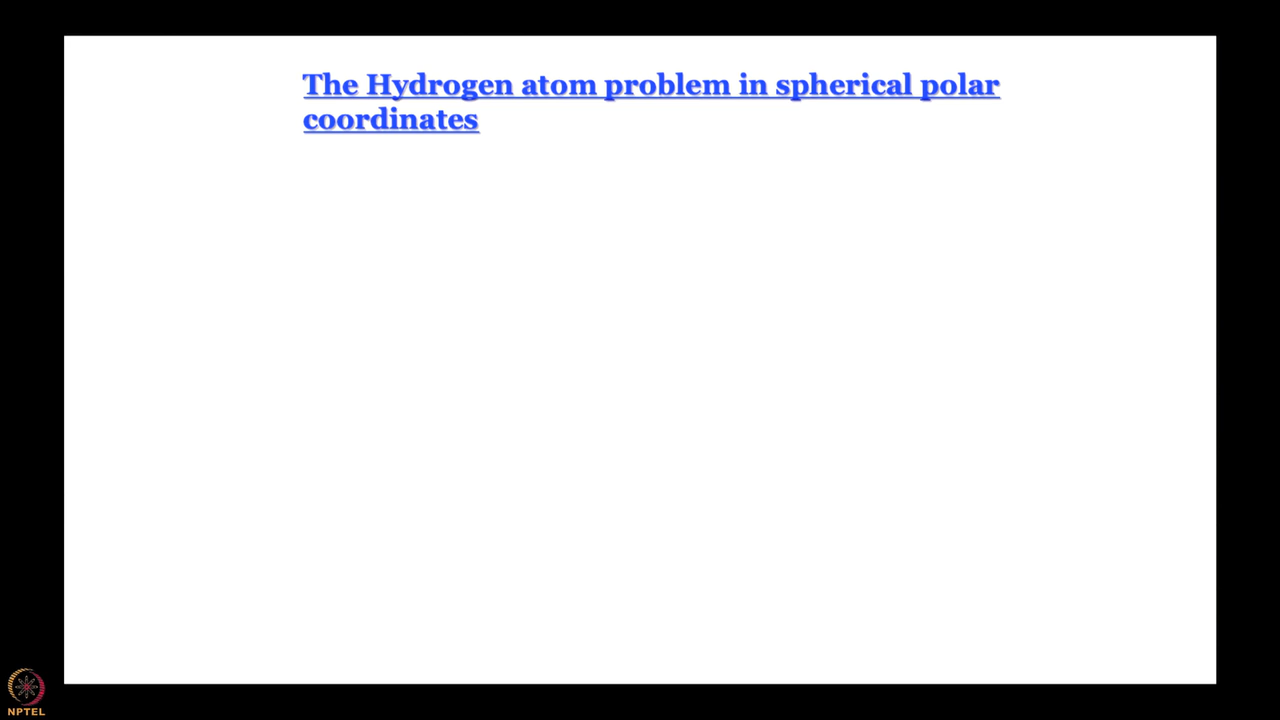 The Hydrogen atom problem in spherical polar
coordinates
NPTEL